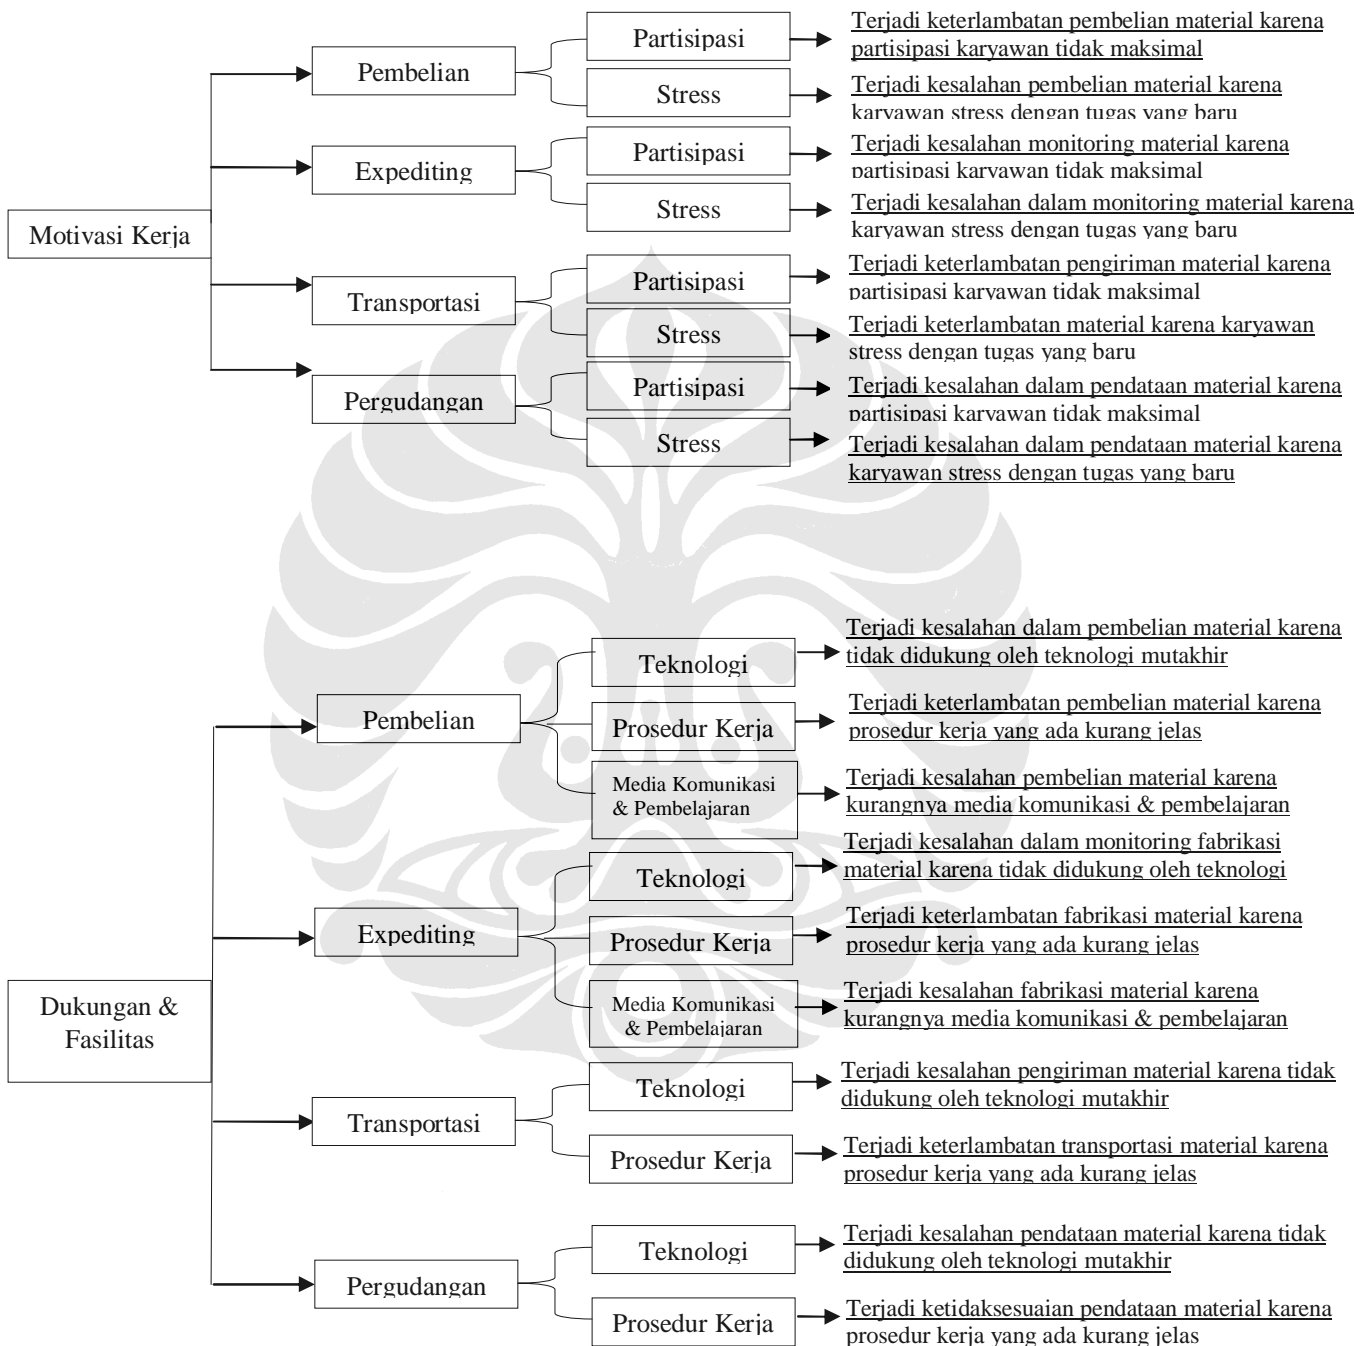 Motivasi Kerja
Pembelian
Partisipasi
Terjadi keterlambatan pembelian material karena
partisipasi karyawan tidak maksimal
Stress
Terjadi kesalahan pembelian material karena
karyawan stress dengan tugas yang baru
Expediting
Partisipasi
Terjadi kesalahan monitoring material karena
partisipasi karyawan tidak maksimal
Stress
Terjadi kesalahan dalam monitoring material karena
karyawan stress dengan tugas yang baru
Transportasi
Partisipasi
Terjadi keterlambatan pengiriman material karena
partisipasi karyawan tidak maksimal
Stress
Terjadi keterlambatan material karena karyawan
stress dengan tugas yang baru
Pergudangan
Partisipasi
Terjadi kesalahan dalam pendataan material karena
partisipasi karyawan tidak maksimal
Stress
Terjadi kesalahan dalam pendataan material karena
karyawan stress dengan tugas yang baru
Dukungan &
Fasilitas
Pembelian
Teknologi
Terjadi kesalahan dalam pembelian material karena
tidak didukung oleh teknologi mutakhir
Prosedur Kerja
Terjadi keterlambatan pembelian material karena
prosedur kerja yang ada kurang jelas
Media Komunikasi
& Pembelajaran
Terjadi kesalahan pembelian material karena
kurangnya media komunikasi & pembelajaran
Expediting
Teknologi
Terjadi kesalahan dalam monitoring fabrikasi
material karena tidak didukung oleh teknologi
Prosedur Kerja
Terjadi keterlambatan fabrikasi material karena
prosedur kerja yang ada kurang jelas
Media Komunikasi
& Pembelajaran
Terjadi kesalahan fabrikasi material karena
kurangnya media komunikasi & pembelajaran
Transportasi
Teknologi
Terjadi kesalahan pengiriman material karena tidak
didukung oleh teknologi mutakhir
Prosedur Kerja
Terjadi keterlambatan transportasi material karena
prosedur kerja yang ada kurang jelas
Pergudangan
Teknologi
Terjadi kesalahan pendataan material karena tidak
didukung oleh teknologi mutakhir
Prosedur Kerja
Terjadi ketidaksesuaian pendataan material karena
prosedur kerja yang ada kurang jelas